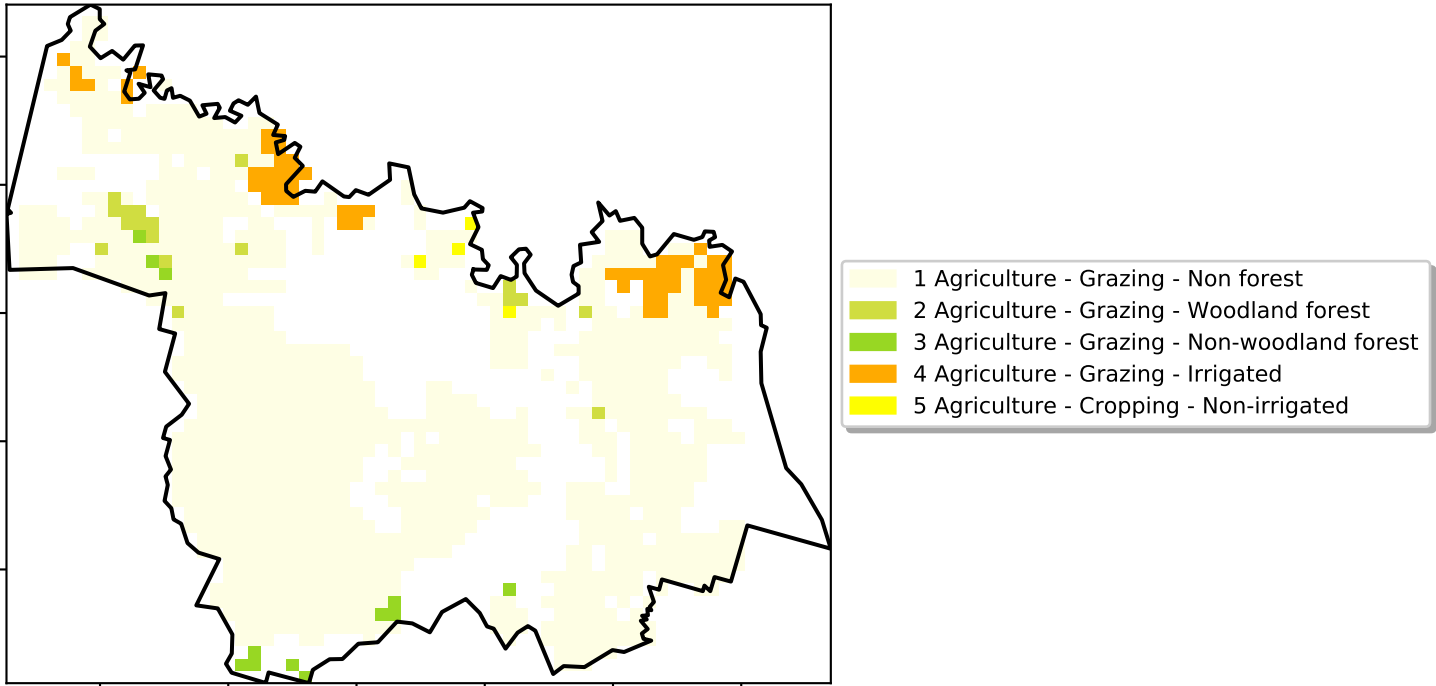 1 Agriculture - Grazing - Non forest
2 Agriculture - Grazing - Woodland forest
3 Agriculture - Grazing - Non-woodland forest
4 Agriculture - Grazing - Irrigated
5 Agriculture - Cropping - Non-irrigated